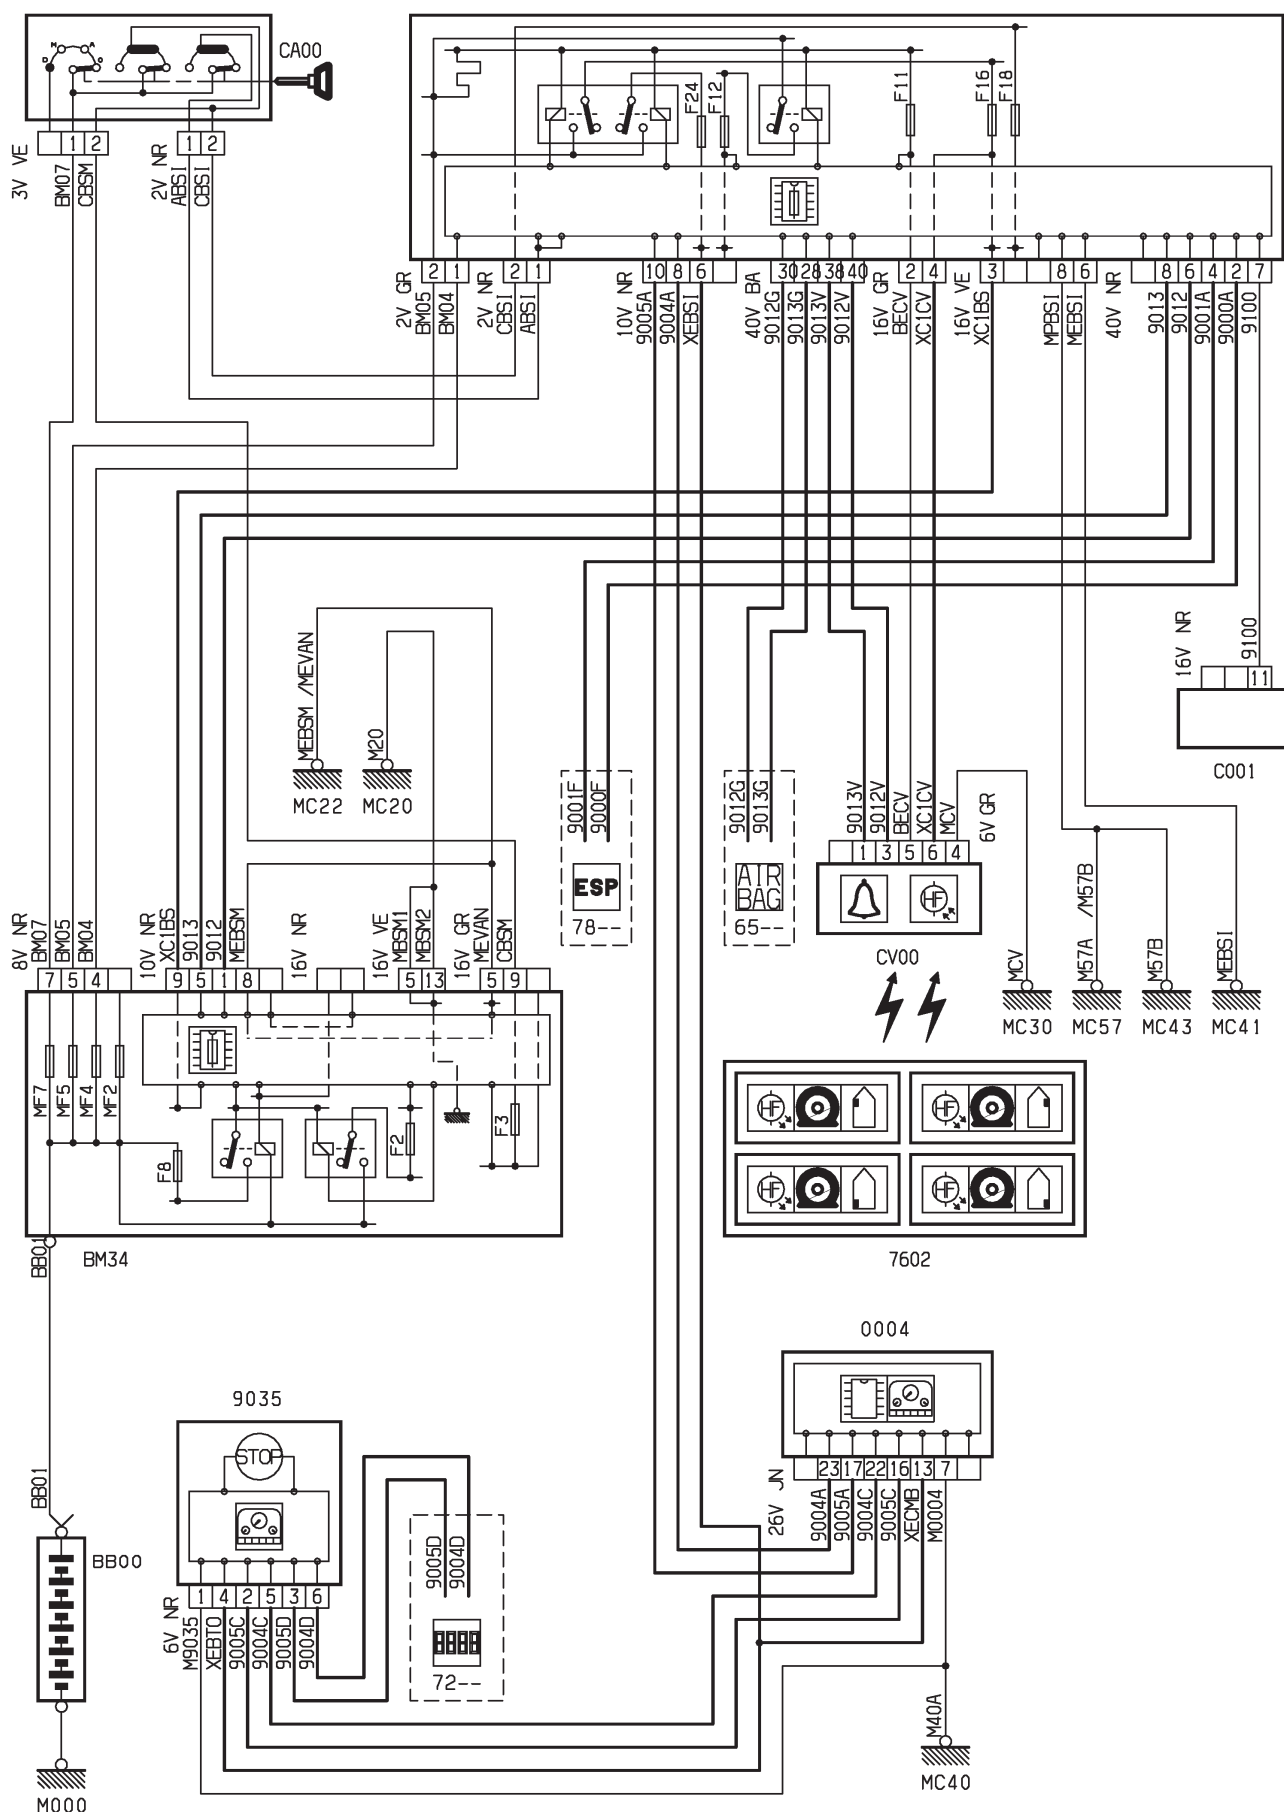 CA00
M A
D O
1 2
1 2
3V VE
BM07
CBSM
2V NR
ABSI
CBSI
F24
F12
F11
F16
F18
2 1
2 1
10 8 6
30 28 38 40
2 4
3
8 6
8 6 4 2 7
2V GR
BM05
BM04
2V NR
CBSI
ABSI
10V NR
9005A
9004A
XEBSI
40V BA
9012G
9013G
9013V
9012V
16V GR
BECV
XC1CV
16V VE
XC1BS
MPBSI
MEBSI
40V NR
9013
9012
9001A
9000A
9100
16V NR
9100
11
C001
MEBSM /MEVAN
M20
MC22
MC20
9001F
9000F
ESP
78--
9012G
9013G
AIR
BAG
65--
9013V
9012V
BECV
XC1CV
MCV
6V GR
1 3 5 6 4
HF
CV00
MCV
M57A /M57B
M57B
MEBSI
MC30
MC57
MC43
MC41
8V NR
BM07
BM05
BM04
10V NR
XC1BS
9013
9012
MEBSM
16V NR
16V VE
MBSM1
MBSM2
16V GR
MEVAN
CBSM
7 5 4
9 5 1 8
5 13
5 9
MF7
MF5
MF4
MF2
F8
F2
F3
BB01
BM34
HF
HF
HF
HF
7602
0004
23 17 22 16 13 7
26V JN
9004A
9005A
9004C
9005C
XECMB
M0004
9035
STOP
1 4 2 5 3 6
6V NR
M9035
XEBTO
9005C
9004C
9005D
9004D
9005D
9004D
72--
BB01
BB00
M000
M40A
MC40